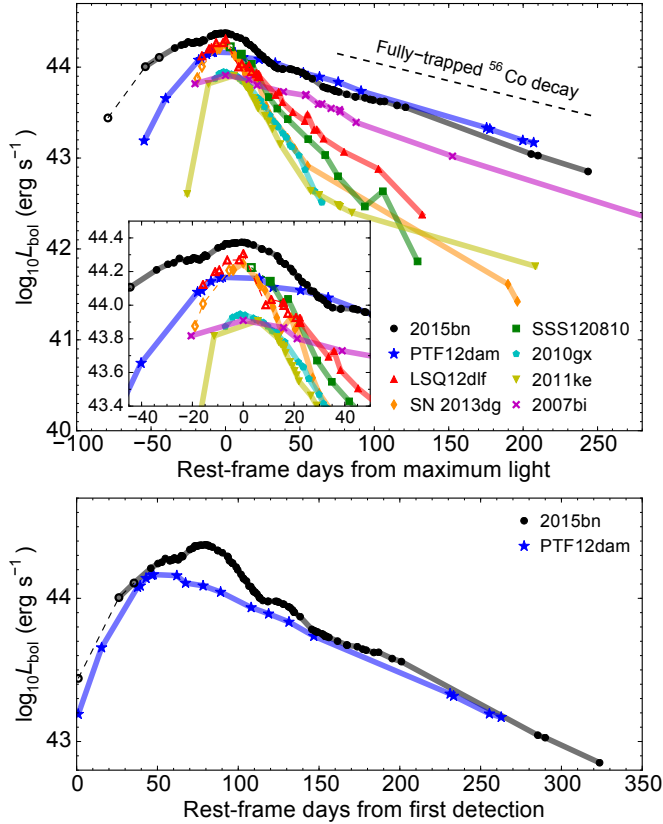 44
43
42
41
40
log₁₀L_bol (erg s⁻¹)
Fully−trapped ⁵⁶Co decay
44.4
44.2
44.0
43.8
43.6
43.4
−40 −20 0 20 40
2015bn
PTF12dam
LSQ12dlf
SN 2013dg
SSS120810
2010gx
2011ke
2007bi
−100 −50 0 50 100 150 200 250
Rest-frame days from maximum light
44
43
log₁₀L_bol (erg s⁻¹)
2015bn
PTF12dam
0 50 100 150 200 250 300 350
Rest-frame days from first detection